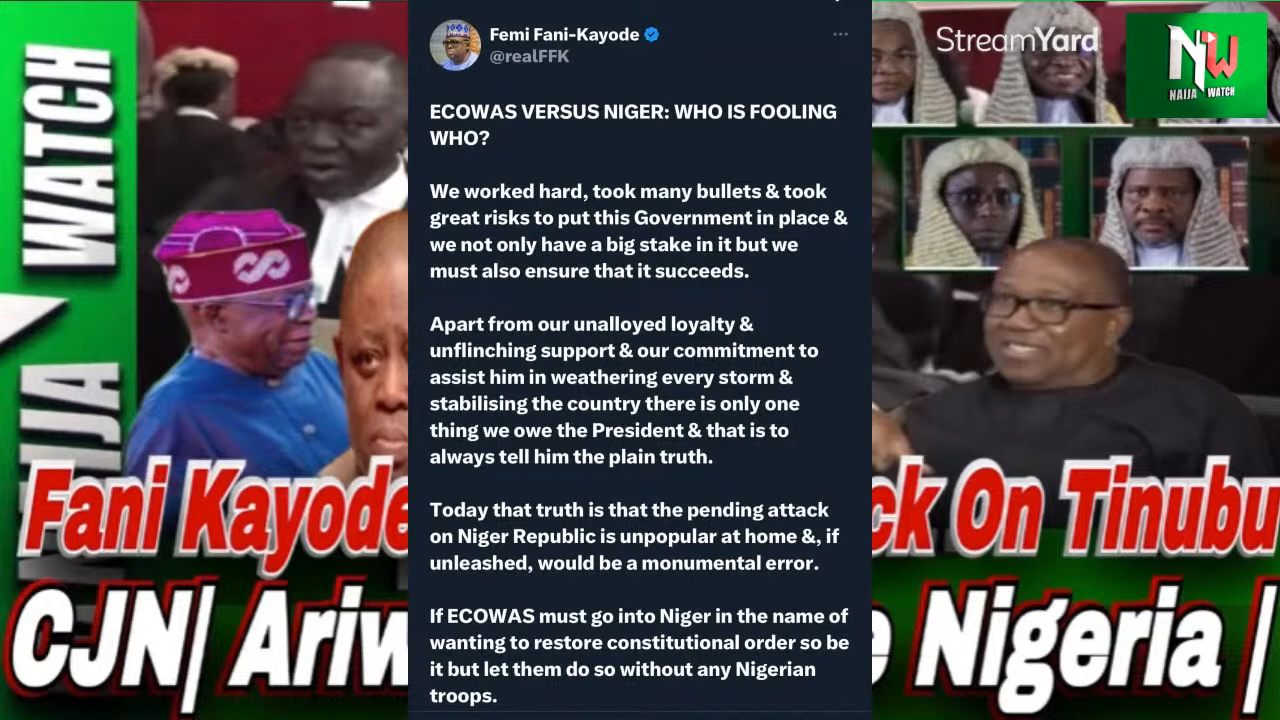 WATCH
IJA
Fani Kayode
CJN| Ariw
Femi Fani-Kayode
@realFFK
ECOWAS VERSUS NIGER: WHO IS FOOLING
WHO?
We worked hard, took many bullets & took
great risks to put this Government in place &
we not only have a big stake in it but we
must also ensure that it succeeds.
Apart from our unalloyed loyalty &
unflinching support & our commitment to
assist him in weathering every storm &
stabilising the country there is only one
thing we owe the President & that is to
always tell him the plain truth.
Today that truth is that the pending attack
on Niger Republic is unpopular at home &, if
unleashed, would be a monumental error.
If ECOWAS must go into Niger in the name of
wanting to restore constitutional order so be
it but let them do so without any Nigerian
troops.
StreamYard
NW
NAIJA WATCH
ck On Tinubu
e Nigeria |